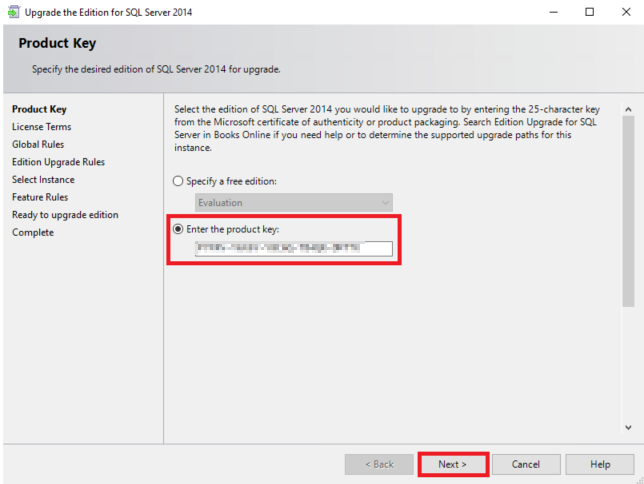 Upgrade the Edition for SQL Server 2014
Product Key
Specify the desired edition of SQL Server 2014 for upgrade.
Product Key
License Terms
Global Rules
Edition Upgrade Rules
Select Instance
Feature Rules
Ready to upgrade edition
Complete
Select the edition of SQL Server 2014 you would like to upgrade to by entering the 25-character key
from the Microsoft certificate of authenticity or product packaging. Search Edition Upgrade for SQL
Server in Books Online if you need help or to determine the supported upgrade paths for this
instance.
Specify a free edition:
Evaluation
Enter the product key:
< Back
Next >
Cancel
Help